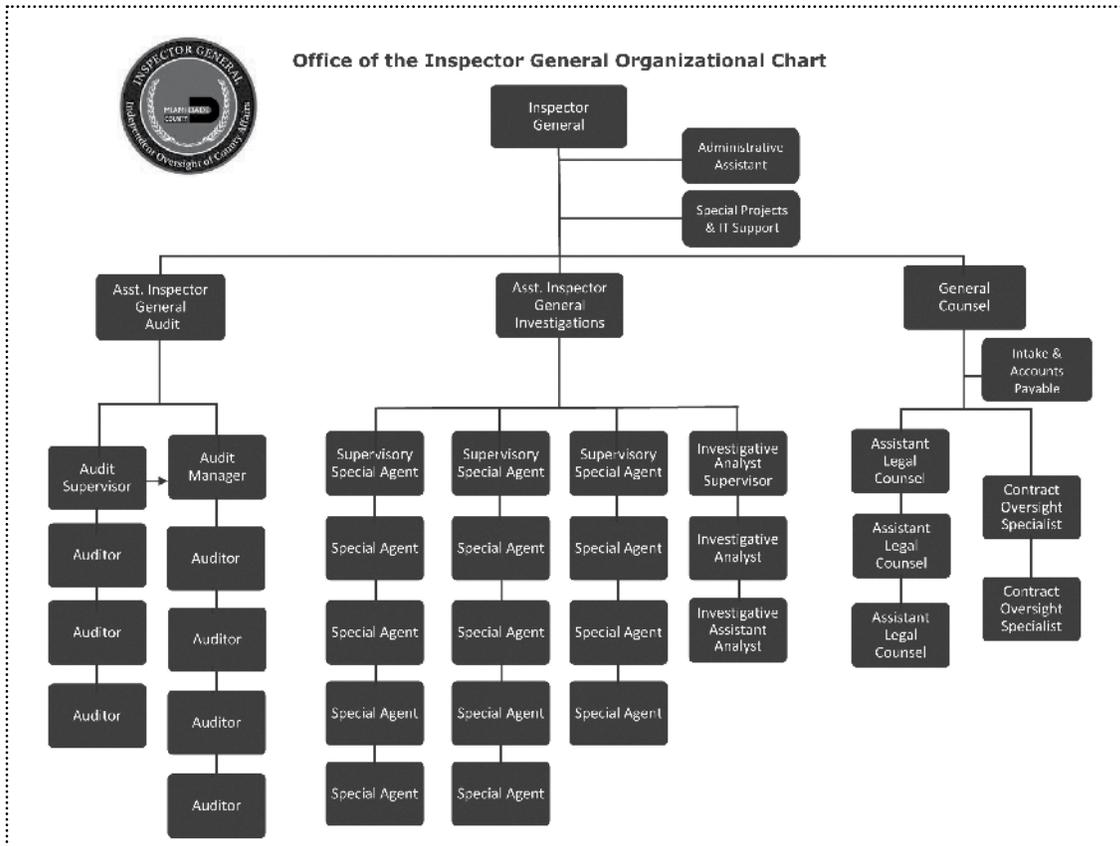 INSPECTOR GENERAL
MIAMI-DADE
COUNTY
Independent Oversight of County Affairs
Office of the Inspector General Organizational Chart
Inspector
General
Administrative
Assistant
Special Projects
& IT Support
Asst. Inspector
General
Audit
Asst. Inspector
General
Investigations
General
Counsel
Intake &
Accounts
Payable
Audit
Supervisor
Auditor
Auditor
Auditor
Audit
Manager
Auditor
Auditor
Auditor
Auditor
Supervisory
Special Agent
Special Agent
Special Agent
Special Agent
Special Agent
Supervisory
Special Agent
Special Agent
Special Agent
Special Agent
Special Agent
Supervisory
Special Agent
Special Agent
Special Agent
Special Agent
Investigative
Analyst
Supervisor
Investigative
Analyst
Investigative
Assistant
Analyst
Assistant
Legal
Counsel
Assistant
Legal
Counsel
Assistant
Legal
Counsel
Contract
Oversight
Specialist
Contract
Oversight
Specialist